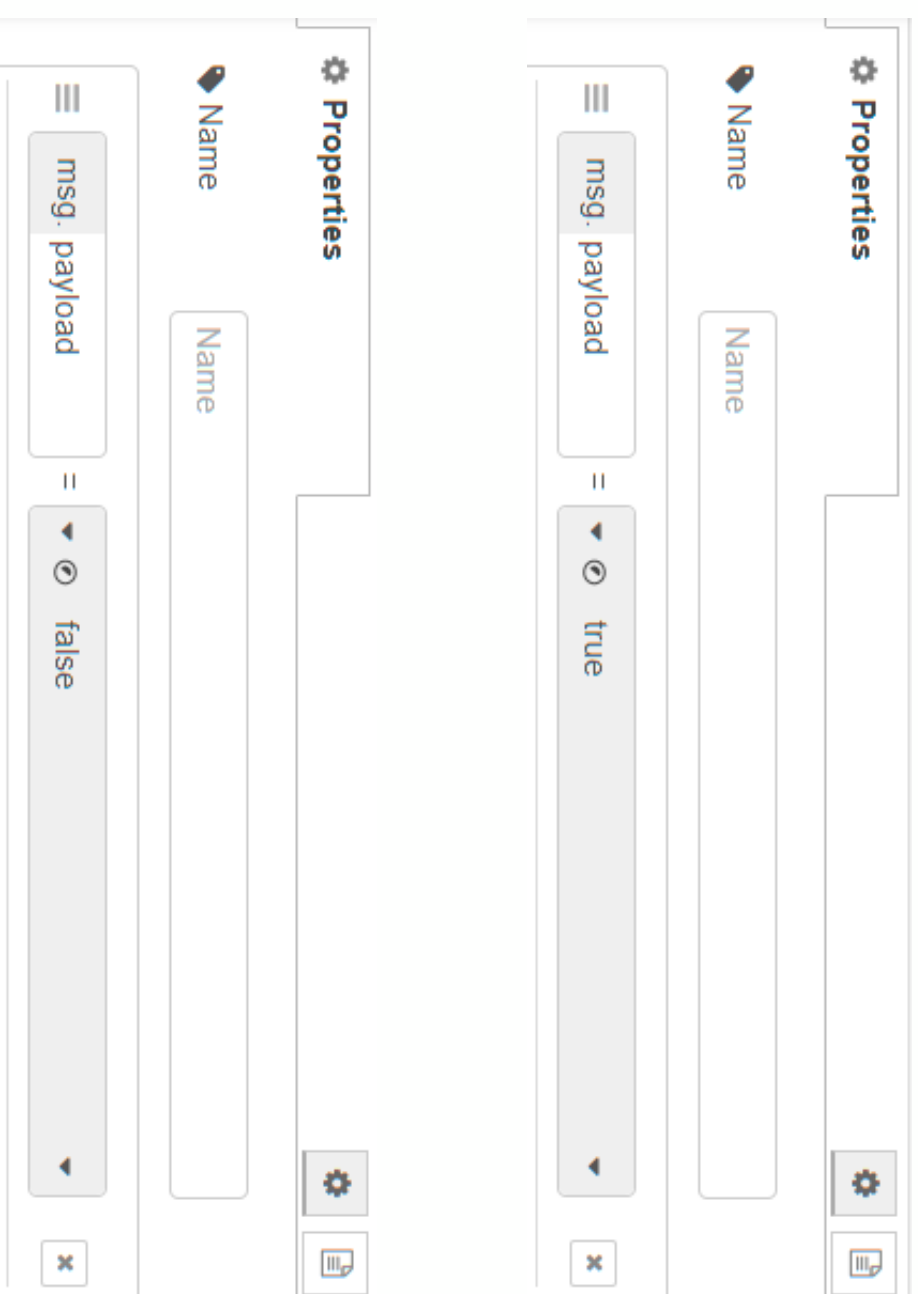 Properties
Name Name
msg. payload = true
Properties
Name Name
msg. payload = false